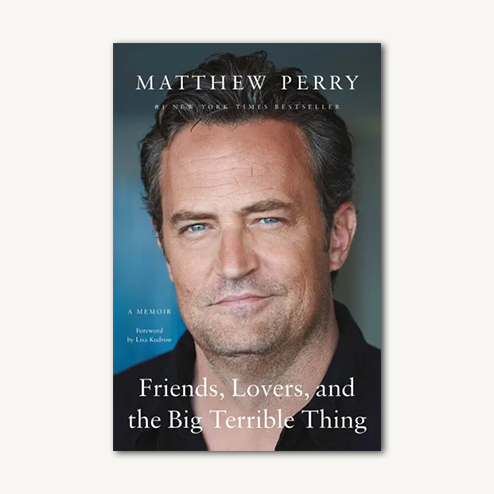 MATTHEW PERRY
#1 NEW YORK TIMES BESTSELLER
A MEMOIR
Foreword
by Lisa Kudrow
Friends, Lovers, and
the Big Terrible Thing